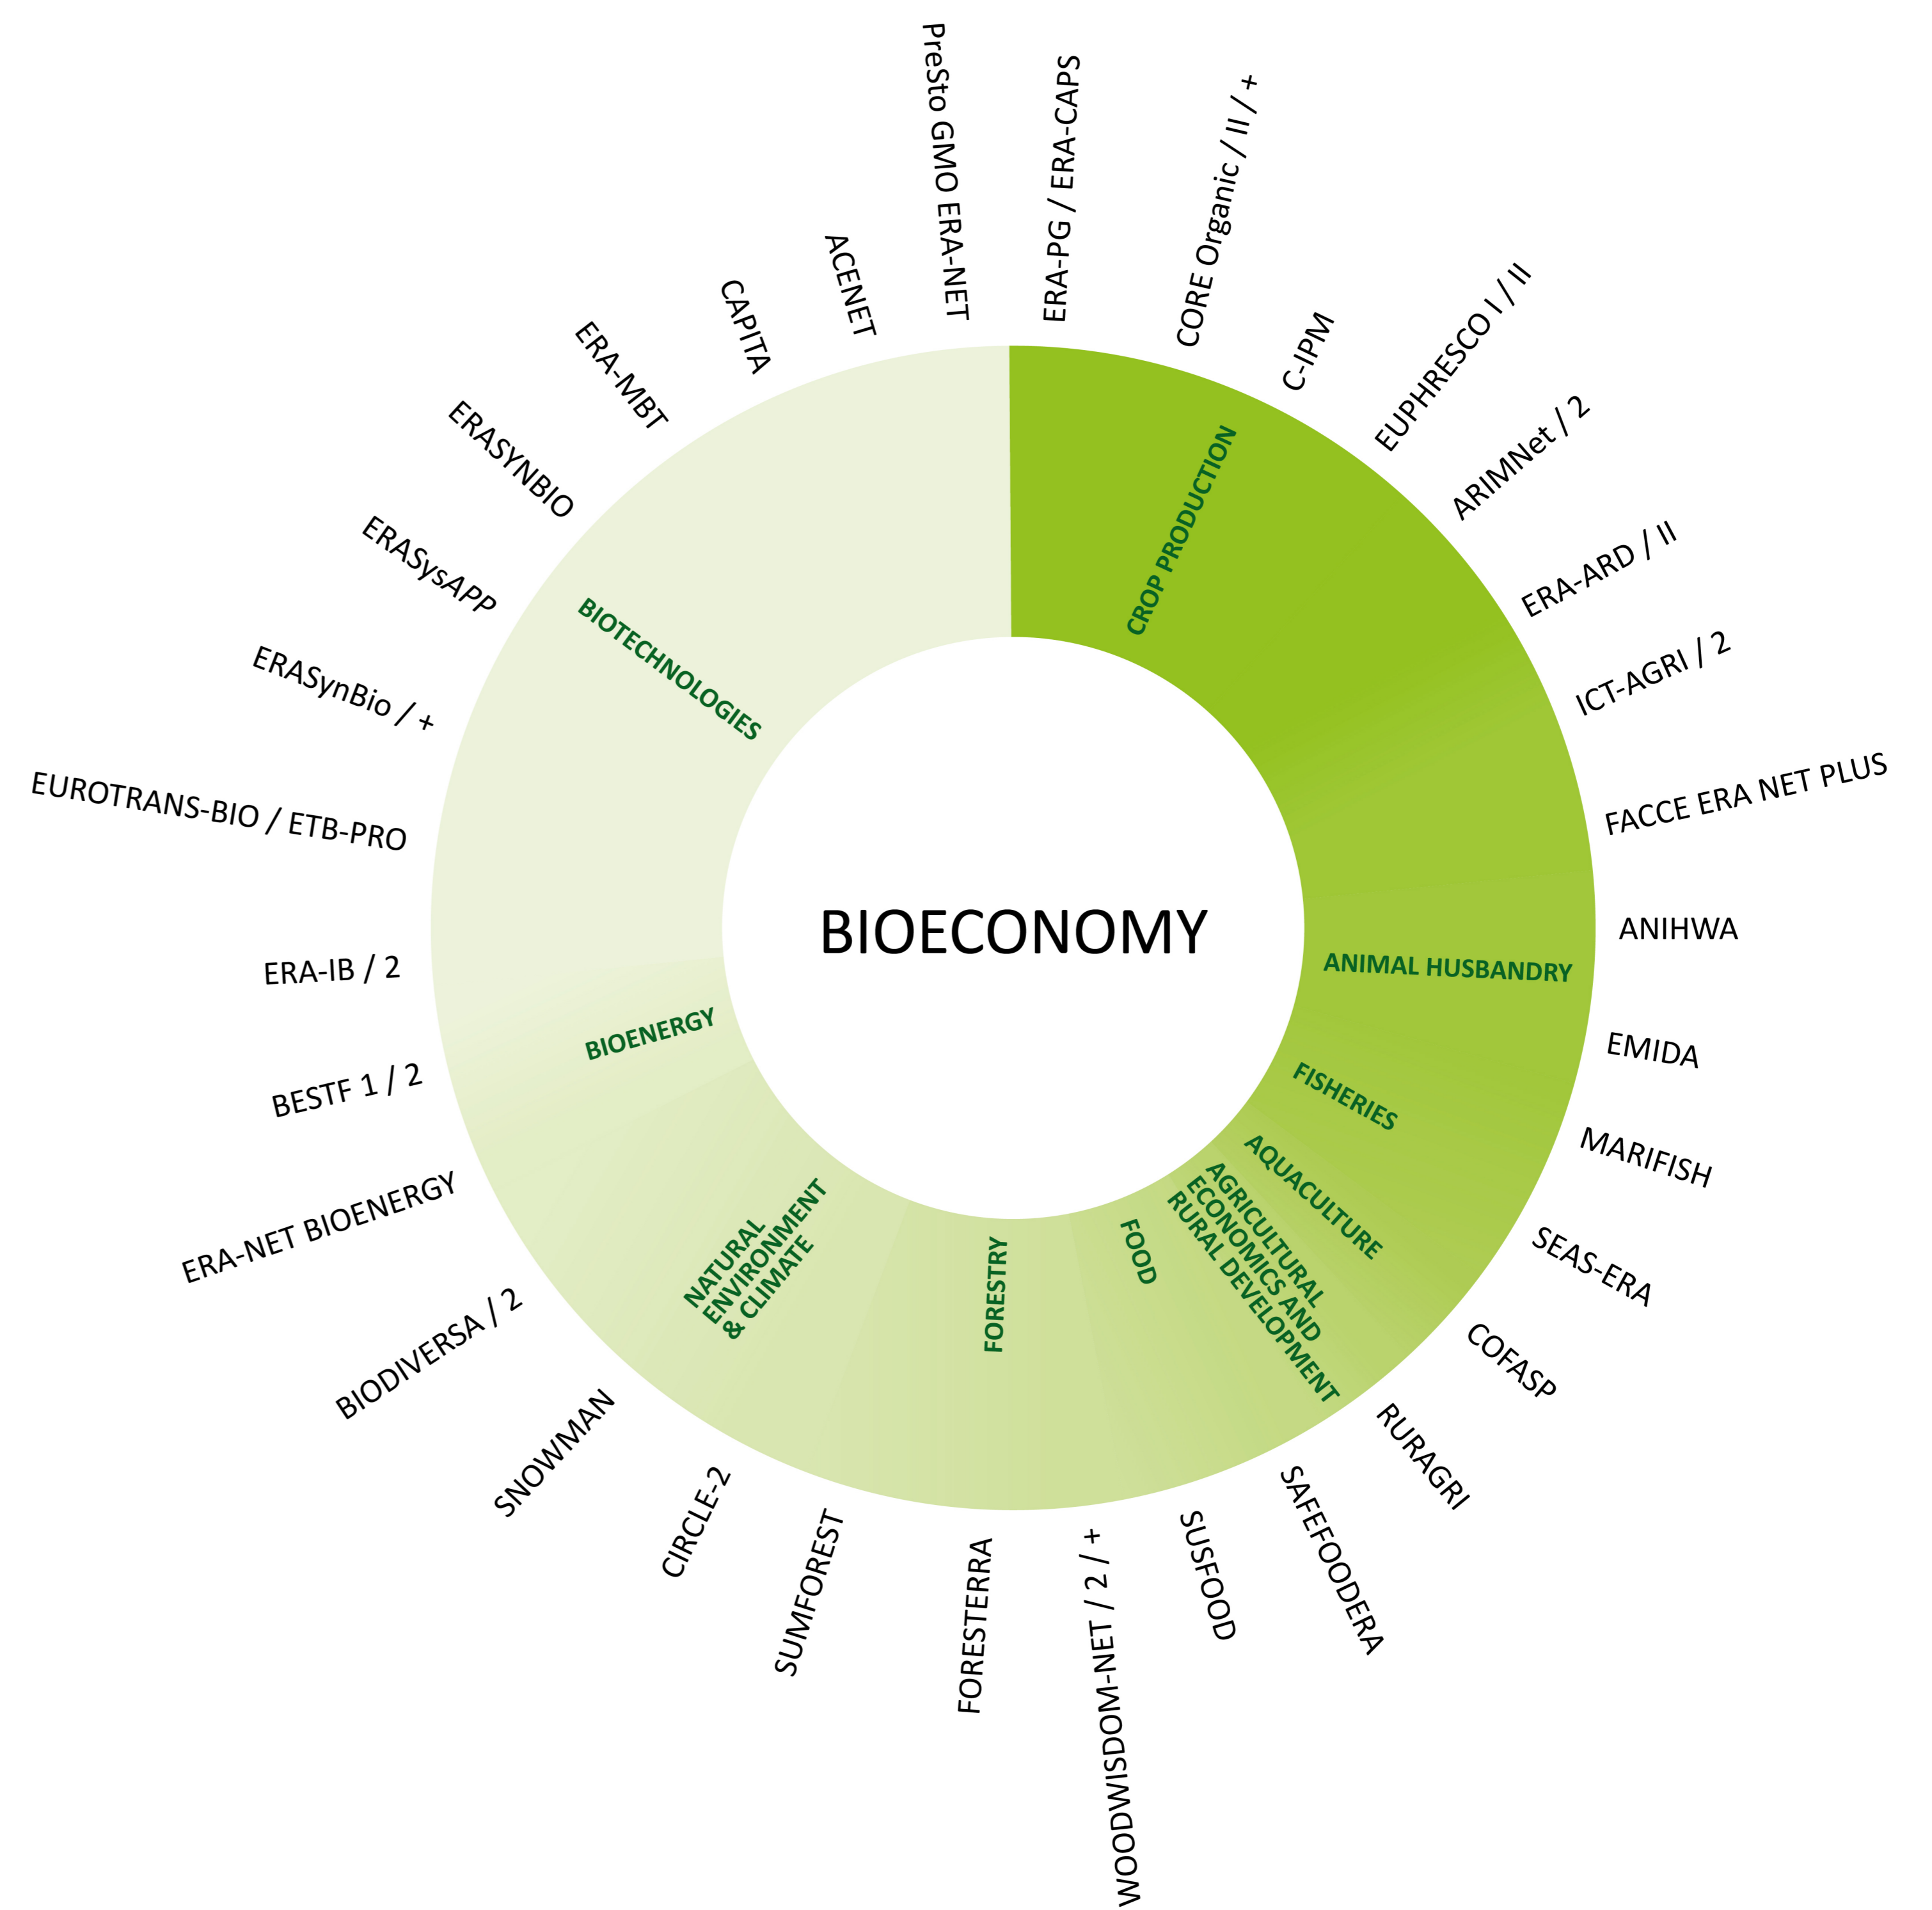 BIOECONOMY
CROP PRODUCTION
ANIMAL HUSBANDRY
FISHERIES
AQUACULTURE
AGRICULTURAL
ECONOMICS AND
RURAL DEVELOPMENT
FOOD
FORESTRY
NATURAL
ENVIRONMENT
& CLIMATE
BIOENERGY
BIOTECHNOLOGIES
ERA-PG / ERA-CAPS
CORE Organic / II / +
C-IPM
EUPHRESCO I / II
ARIMNet / 2
ERA-ARD / II
ICT-AGRI / 2
FACCE ERA NET PLUS
ANIHWA
EMIDA
MARIFISH
SEAS-ERA
COFASP
RURAGRI
SAFEFOODERA
SUSFOOD
WOODWISDOM-NET / 2 / +
FORESTERRA
SUMFOREST
CIRCLE-2
SNOWMAN
BIODIVERSA / 2
ERA-NET BIOENERGY
BESTF 1 / 2
ERA-IB / 2
EUROTRANS-BIO / ETB-PRO
ERASynBio / +
ERASysAPP
ERASYNBIO
ERA-MBT
CAPITA
ACENET
PreSto GMO ERA-NET